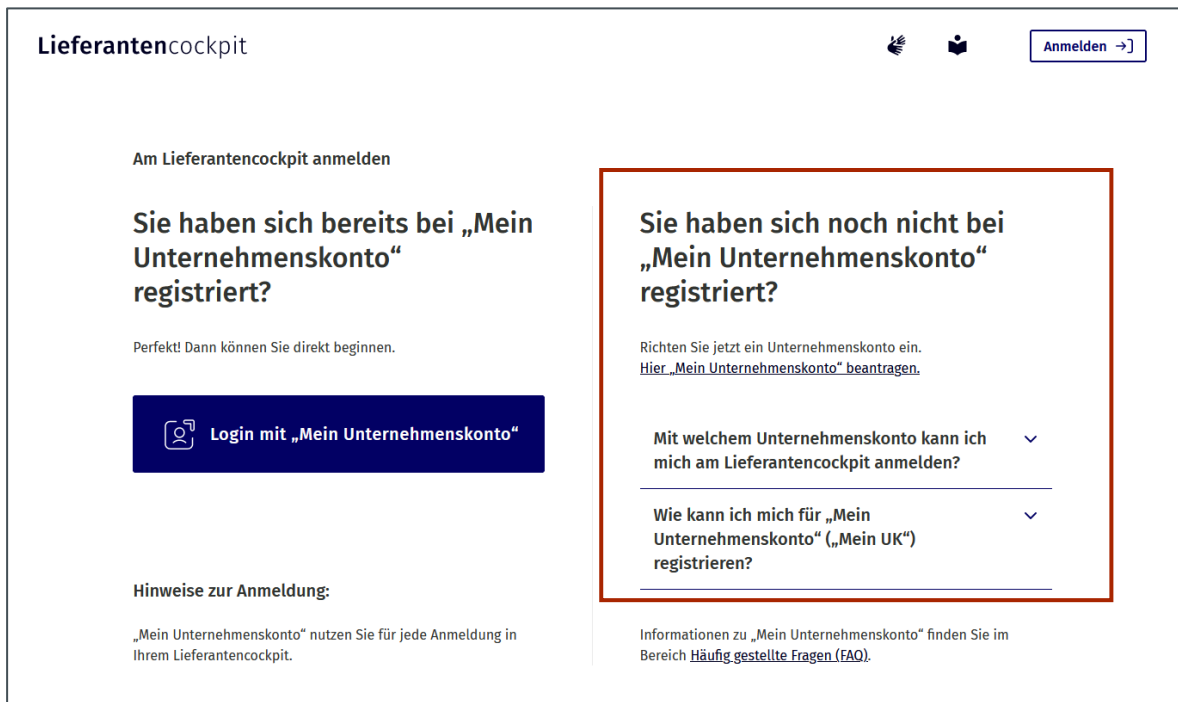 Lieferantencockpit
Anmelden
Am Lieferantencockpit anmelden
Sie haben sich bereits bei „Mein
Unternehmenskonto“
registriert?
Perfekt! Dann können Sie direkt beginnen.
Login mit „Mein Unternehmenskonto“
Hinweise zur Anmeldung:
„Mein Unternehmenskonto“ nutzen Sie für jede Anmeldung in
Ihrem Lieferantencockpit.
Sie haben sich noch nicht bei
„Mein Unternehmenskonto“
registriert?
Richten Sie jetzt ein Unternehmenskonto ein.
Hier „Mein Unternehmenskonto“ beantragen.
Mit welchem Unternehmenskonto kann ich
mich am Lieferantencockpit anmelden?
Wie kann ich mich für „Mein
Unternehmenskonto“ („Mein UK“)
registrieren?
Informationen zu „Mein Unternehmenskonto“ finden Sie im
Bereich Häufig gestellte Fragen (FAQ).